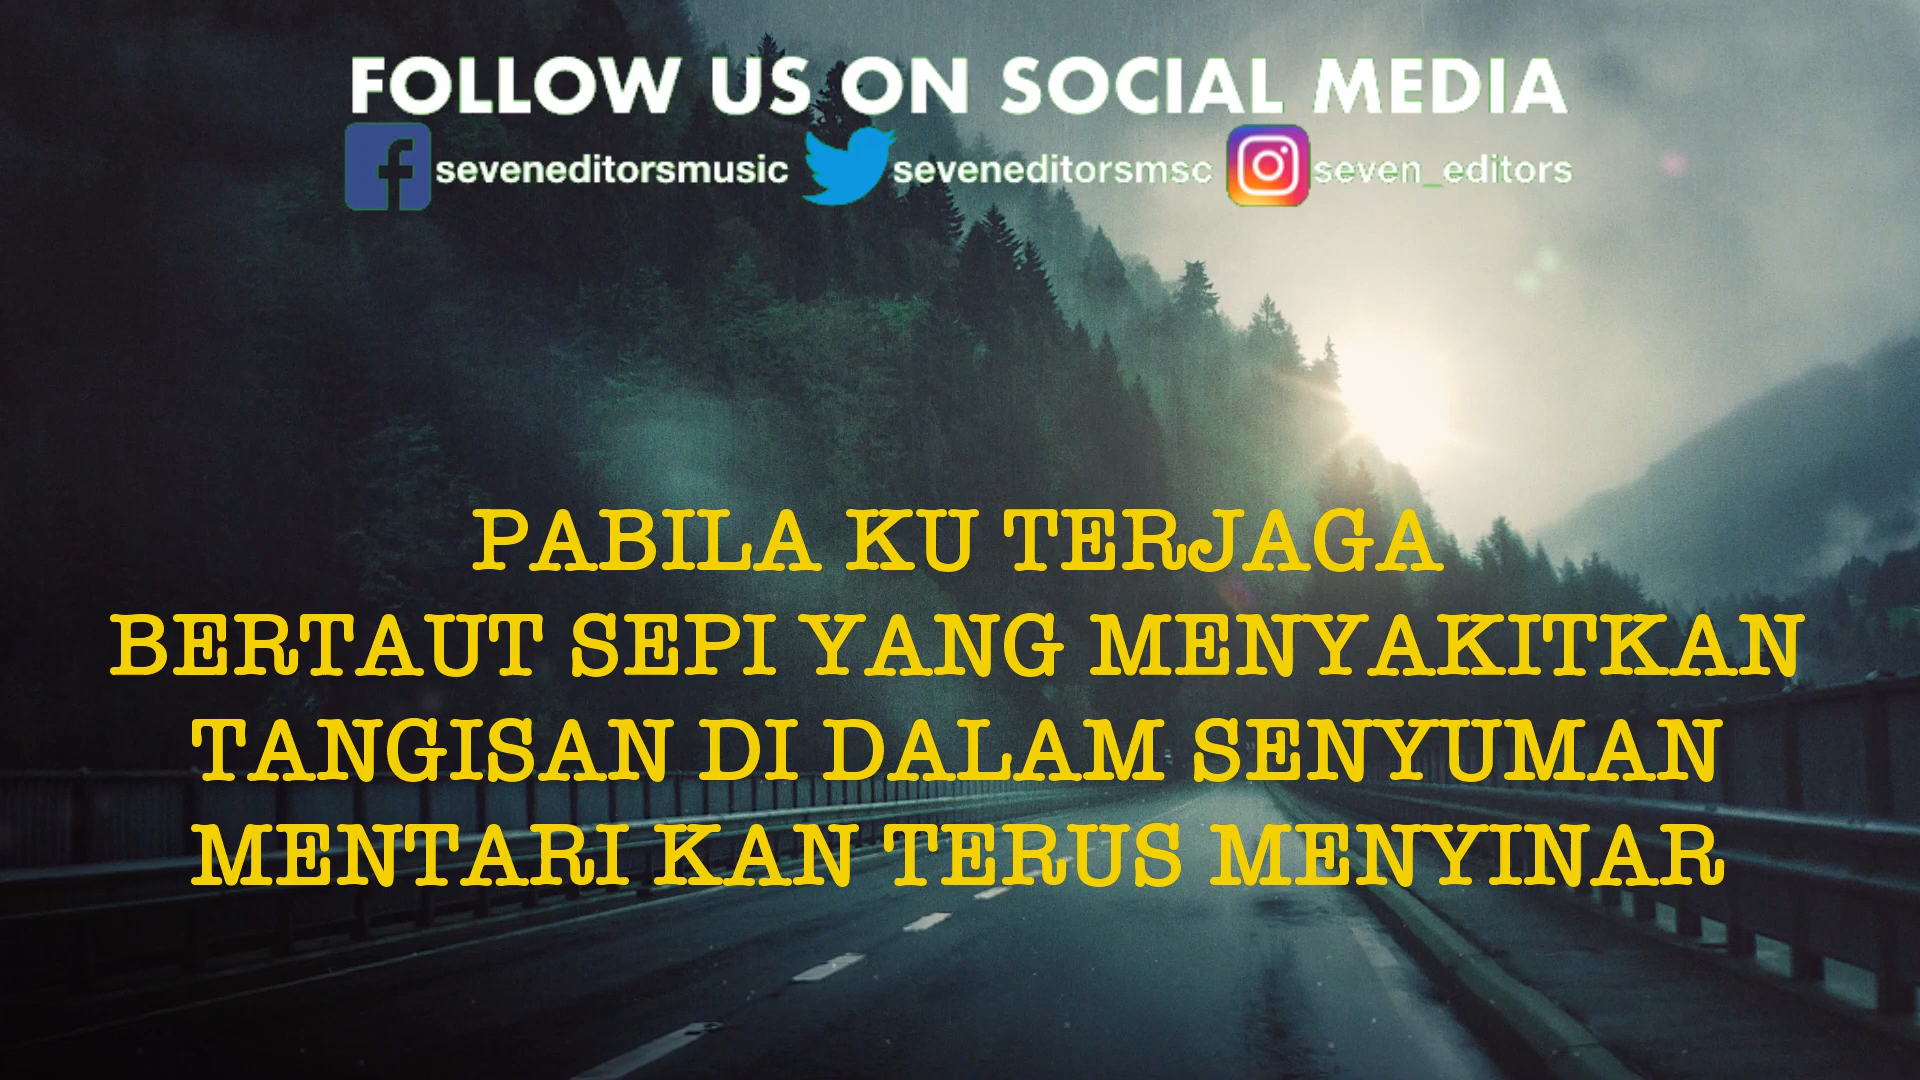 FOLLOW US ON SOCIAL MEDIA
seveneditorsmusic seveneditorsmsc seven_editors
PABILA KU TERJAGA
BERTAUT SEPI YANG MENYAKITKAN
TANGISAN DI DALAM SENYUMAN
MENTARI KAN TERUS MENYINAR